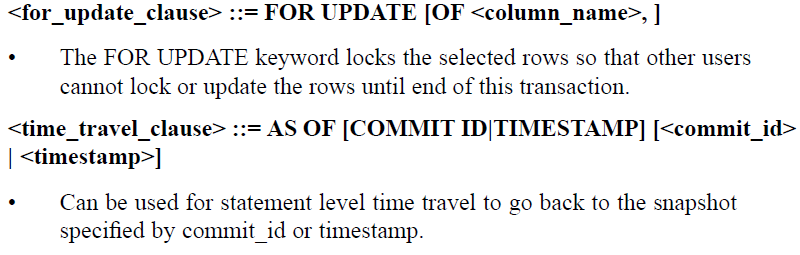 <for_update_clause> ::= FOR UPDATE [OF <column_name>, ]
• The FOR UPDATE keyword locks the selected rows so that other users
cannot lock or update the rows until end of this transaction.
<time_travel_clause> ::= AS OF [COMMIT ID|TIMESTAMP] [<commit_id>
| <timestamp>]
• Can be used for statement level time travel to go back to the snapshot
specified by commit_id or timestamp.